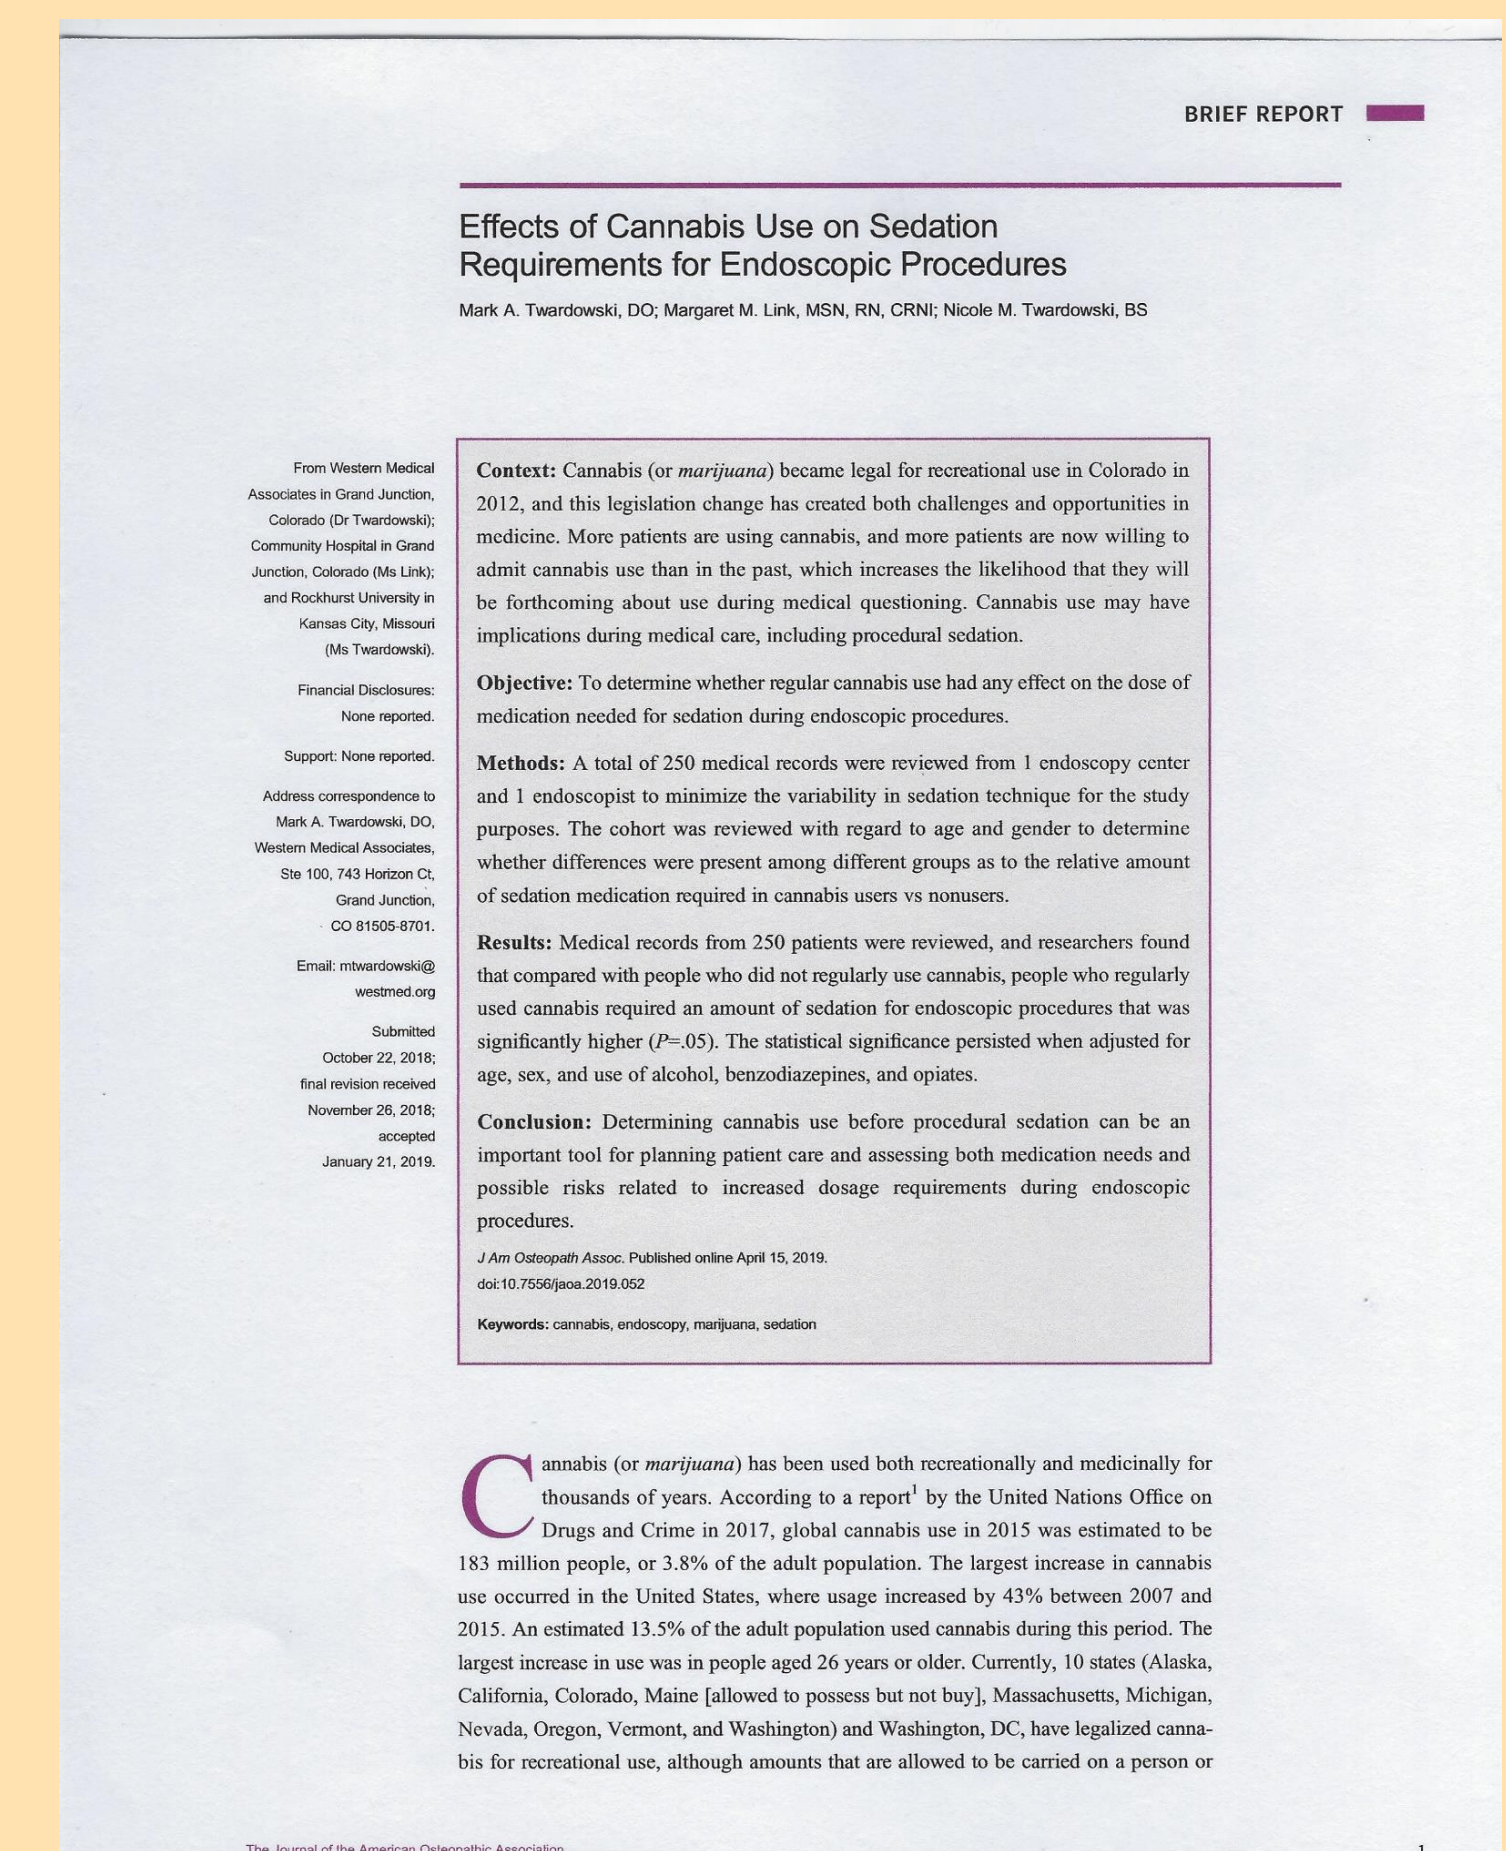 BRIEF REPORT
Effects of Cannabis Use on Sedation
Requirements for Endoscopic Procedures
Mark A. Twardowski, DO; Margaret M. Link, MSN, RN, CRNI; Nicole M. Twardowski, BS
From Western Medical
Associates in Grand Junction,
Colorado (Dr Twardowski);
Community Hospital in Grand
Junction, Colorado (Ms Link);
and Rockhurst University in
Kansas City, Missouri
(Ms Twardowski).
Financial Disclosures:
None reported.
Support: None reported.
Address correspondence to
Mark A. Twardowski, DO,
Western Medical Associates,
Ste 100, 743 Horizon Ct,
Grand Junction,
CO 81505-8701.
Email: mtwardowski@
westmed.org
Submitted
October 22, 2018;
final revision received
November 26, 2018;
accepted
January 21, 2019.
Context: Cannabis (or marijuana) became legal for recreational use in Colorado in
2012, and this legislation change has created both challenges and opportunities in
medicine. More patients are using cannabis, and more patients are now willing to
admit cannabis use than in the past, which increases the likelihood that they will
be forthcoming about use during medical questioning. Cannabis use may have
implications during medical care, including procedural sedation.
Objective: To determine whether regular cannabis use had any effect on the dose of
medication needed for sedation during endoscopic procedures.
Methods: A total of 250 medical records were reviewed from 1 endoscopy center
and 1 endoscopist to minimize the variability in sedation technique for the study
purposes. The cohort was reviewed with regard to age and gender to determine
whether differences were present among different groups as to the relative amount
of sedation medication required in cannabis users vs nonusers.
Results: Medical records from 250 patients were reviewed, and researchers found
that compared with people who did not regularly use cannabis, people who regularly
used cannabis required an amount of sedation for endoscopic procedures that was
significantly higher (P=.05). The statistical significance persisted when adjusted for
age, sex, and use of alcohol, benzodiazepines, and opiates.
Conclusion: Determining cannabis use before procedural sedation can be an
important tool for planning patient care and assessing both medication needs and
possible risks related to increased dosage requirements during endoscopic
procedures.
J Am Osteopath Assoc. Published online April 15, 2019.
doi:10.7556/jaoa.2019.052
Keywords: cannabis, endoscopy, marijuana, sedation
Cannabis (or marijuana) has been used both recreationally and medicinally for
thousands of years. According to a report1 by the United Nations Office on
Drugs and Crime in 2017, global cannabis use in 2015 was estimated to be
183 million people, or 3.8% of the adult population. The largest increase in cannabis
use occurred in the United States, where usage increased by 43% between 2007 and
2015. An estimated 13.5% of the adult population used cannabis during this period. The
largest increase in use was in people aged 26 years or older. Currently, 10 states (Alaska,
California, Colorado, Maine [allowed to possess but not buy], Massachusetts, Michigan,
Nevada, Oregon, Vermont, and Washington) and Washington, DC, have legalized canna-
bis for recreational use, although amounts that are allowed to be carried on a person or
The Journal of the American Osteopathic Association
1